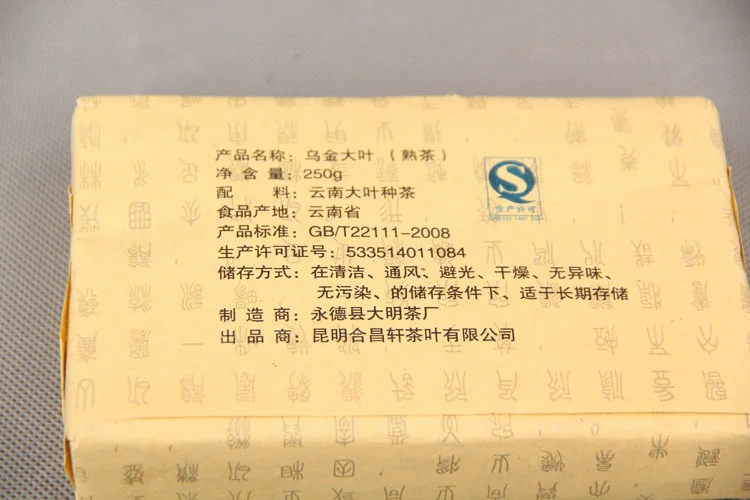 产品名称：乌金大叶（熟茶）
净含量：250g
配料：云南大叶种茶
食品产地：云南省
产品标准：GB/T22111-2008
生产许可证号：533514011084
储存方式：在清洁、通风、避光、干燥、无异味、
无污染、的储存条件下、适于长期存储
制造商：永德县大明茶厂
出品商：昆明合昌轩茶叶有限公司
QS
生产许可